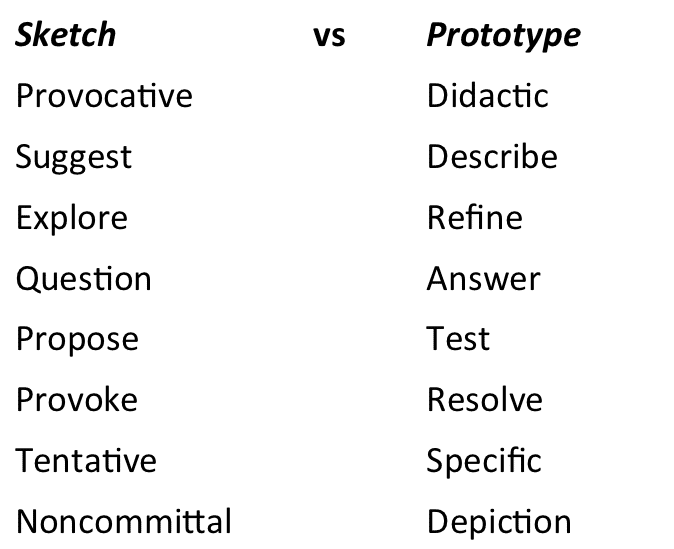 Sketch vs Prototype
Provocative Didactic
Suggest Describe
Explore Refine
Question Answer
Propose Test
Provoke Resolve
Tentative Specific
Noncommittal Depiction